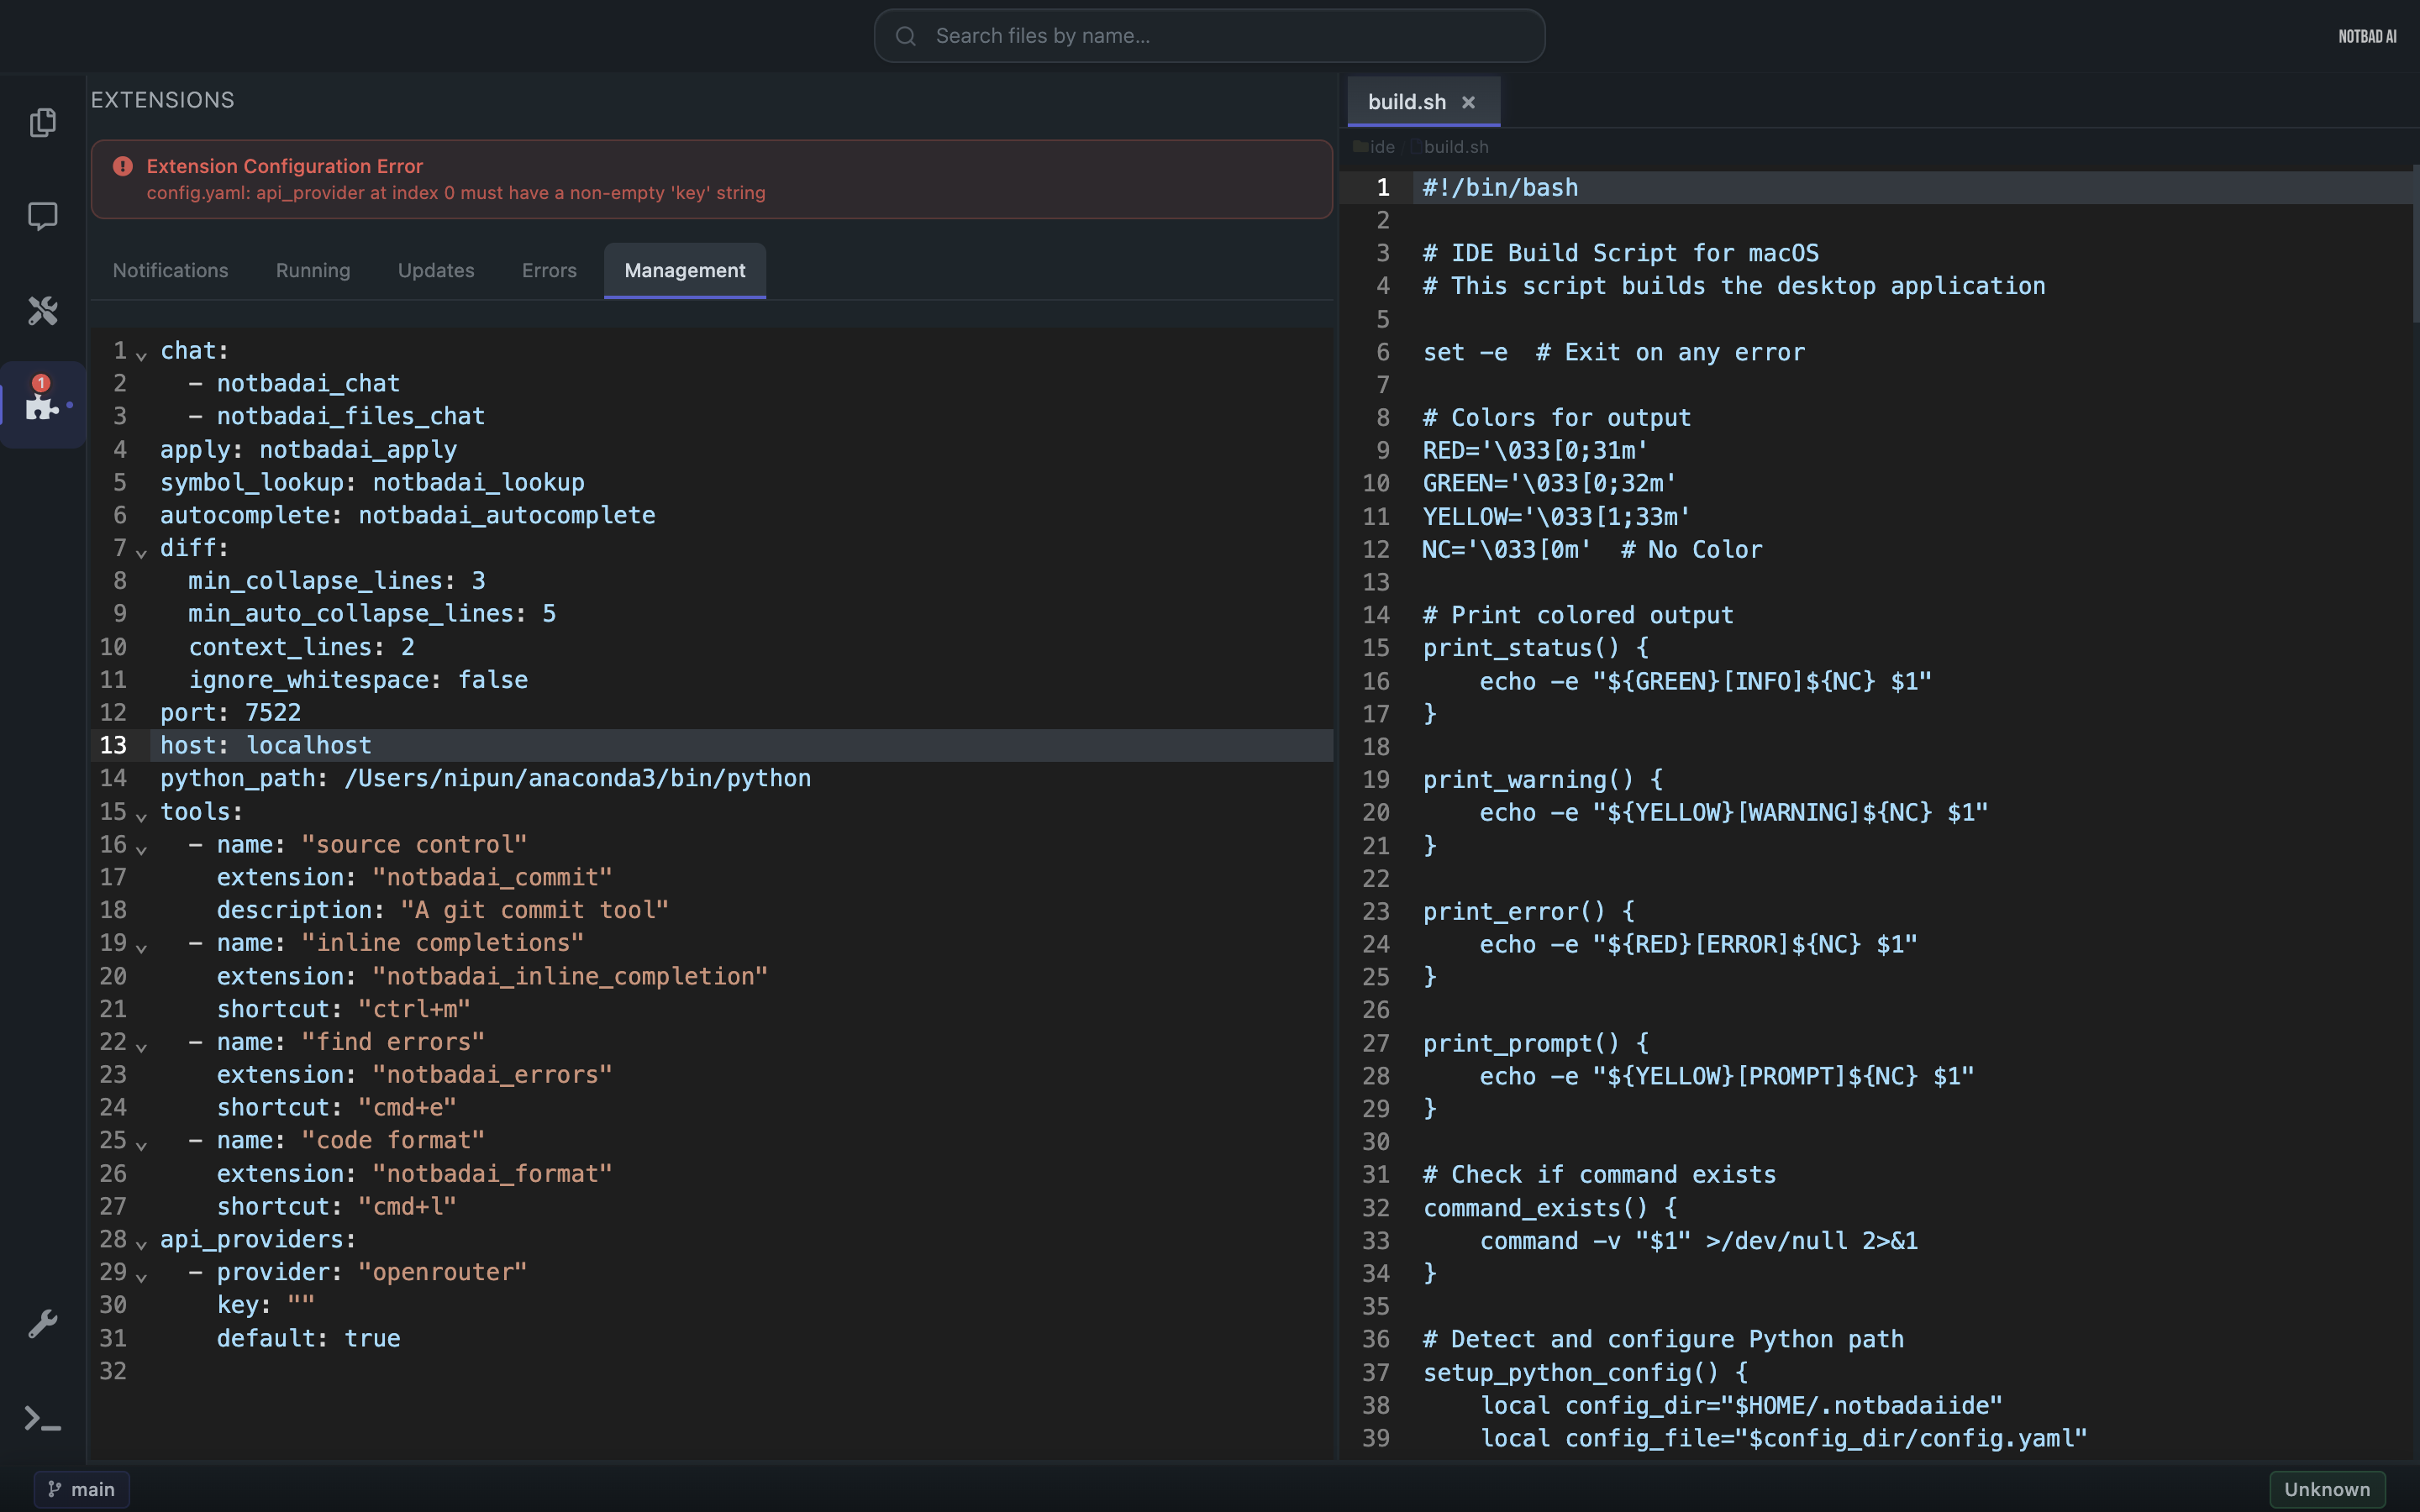 Search files by name...
NOTBAD AI
EXTENSIONS
Extension Configuration Error
config.yaml: api_provider at index 0 must have a non-empty 'key' string
Notifications Running Updates Errors Management
1
1 chat:
2   - notbadai_chat
3   - notbadai_files_chat
4 apply: notbadai_apply
5 symbol_lookup: notbadai_lookup
6 autocomplete: notbadai_autocomplete
7 diff:
8   min_collapse_lines: 3
9   min_auto_collapse_lines: 5
10   context_lines: 2
11   ignore_whitespace: false
12 port: 7522
13 host: localhost
14 python_path: /Users/nipun/anaconda3/bin/python
15 tools:
16   - name: "source control"
17     extension: "notbadai_commit"
18     description: "A git commit tool"
19   - name: "inline completions"
20     extension: "notbadai_inline_completion"
21     shortcut: "ctrl+m"
22   - name: "find errors"
23     extension: "notbadai_errors"
24     shortcut: "cmd+e"
25   - name: "code format"
26     extension: "notbadai_format"
27     shortcut: "cmd+l"
28 api_providers:
29   - provider: "openrouter"
30     key: ""
31     default: true
32
build.sh ×
ide / build.sh
1 #!/bin/bash
2
3 # IDE Build Script for macOS
4 # This script builds the desktop application
5
6 set -e  # Exit on any error
7
8 # Colors for output
9 RED='\033[0;31m'
10 GREEN='\033[0;32m'
11 YELLOW='\033[1;33m'
12 NC='\033[0m'  # No Color
13
14 # Print colored output
15 print_status() {
16     echo -e "${GREEN}[INFO]${NC} $1"
17 }
18
19 print_warning() {
20     echo -e "${YELLOW}[WARNING]${NC} $1"
21 }
22
23 print_error() {
24     echo -e "${RED}[ERROR]${NC} $1"
25 }
26
27 print_prompt() {
28     echo -e "${YELLOW}[PROMPT]${NC} $1"
29 }
30
31 # Check if command exists
32 command_exists() {
33     command -v "$1" >/dev/null 2>&1
34 }
35
36 # Detect and configure Python path
37 setup_python_config() {
38     local config_dir="$HOME/.notbadaiide"
39     local config_file="$config_dir/config.yaml"
main
Unknown